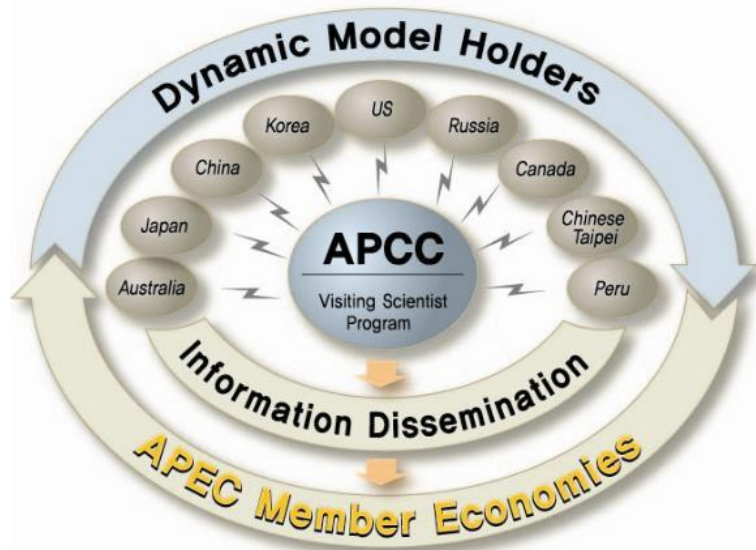 Dynamic Model Holders
US
Korea
Russia
China
Canada
Japan
Chinese
Taipei
Australia
Peru
APCC
Visiting Scientist
Program
Information Dissemination
APEC Member Economies